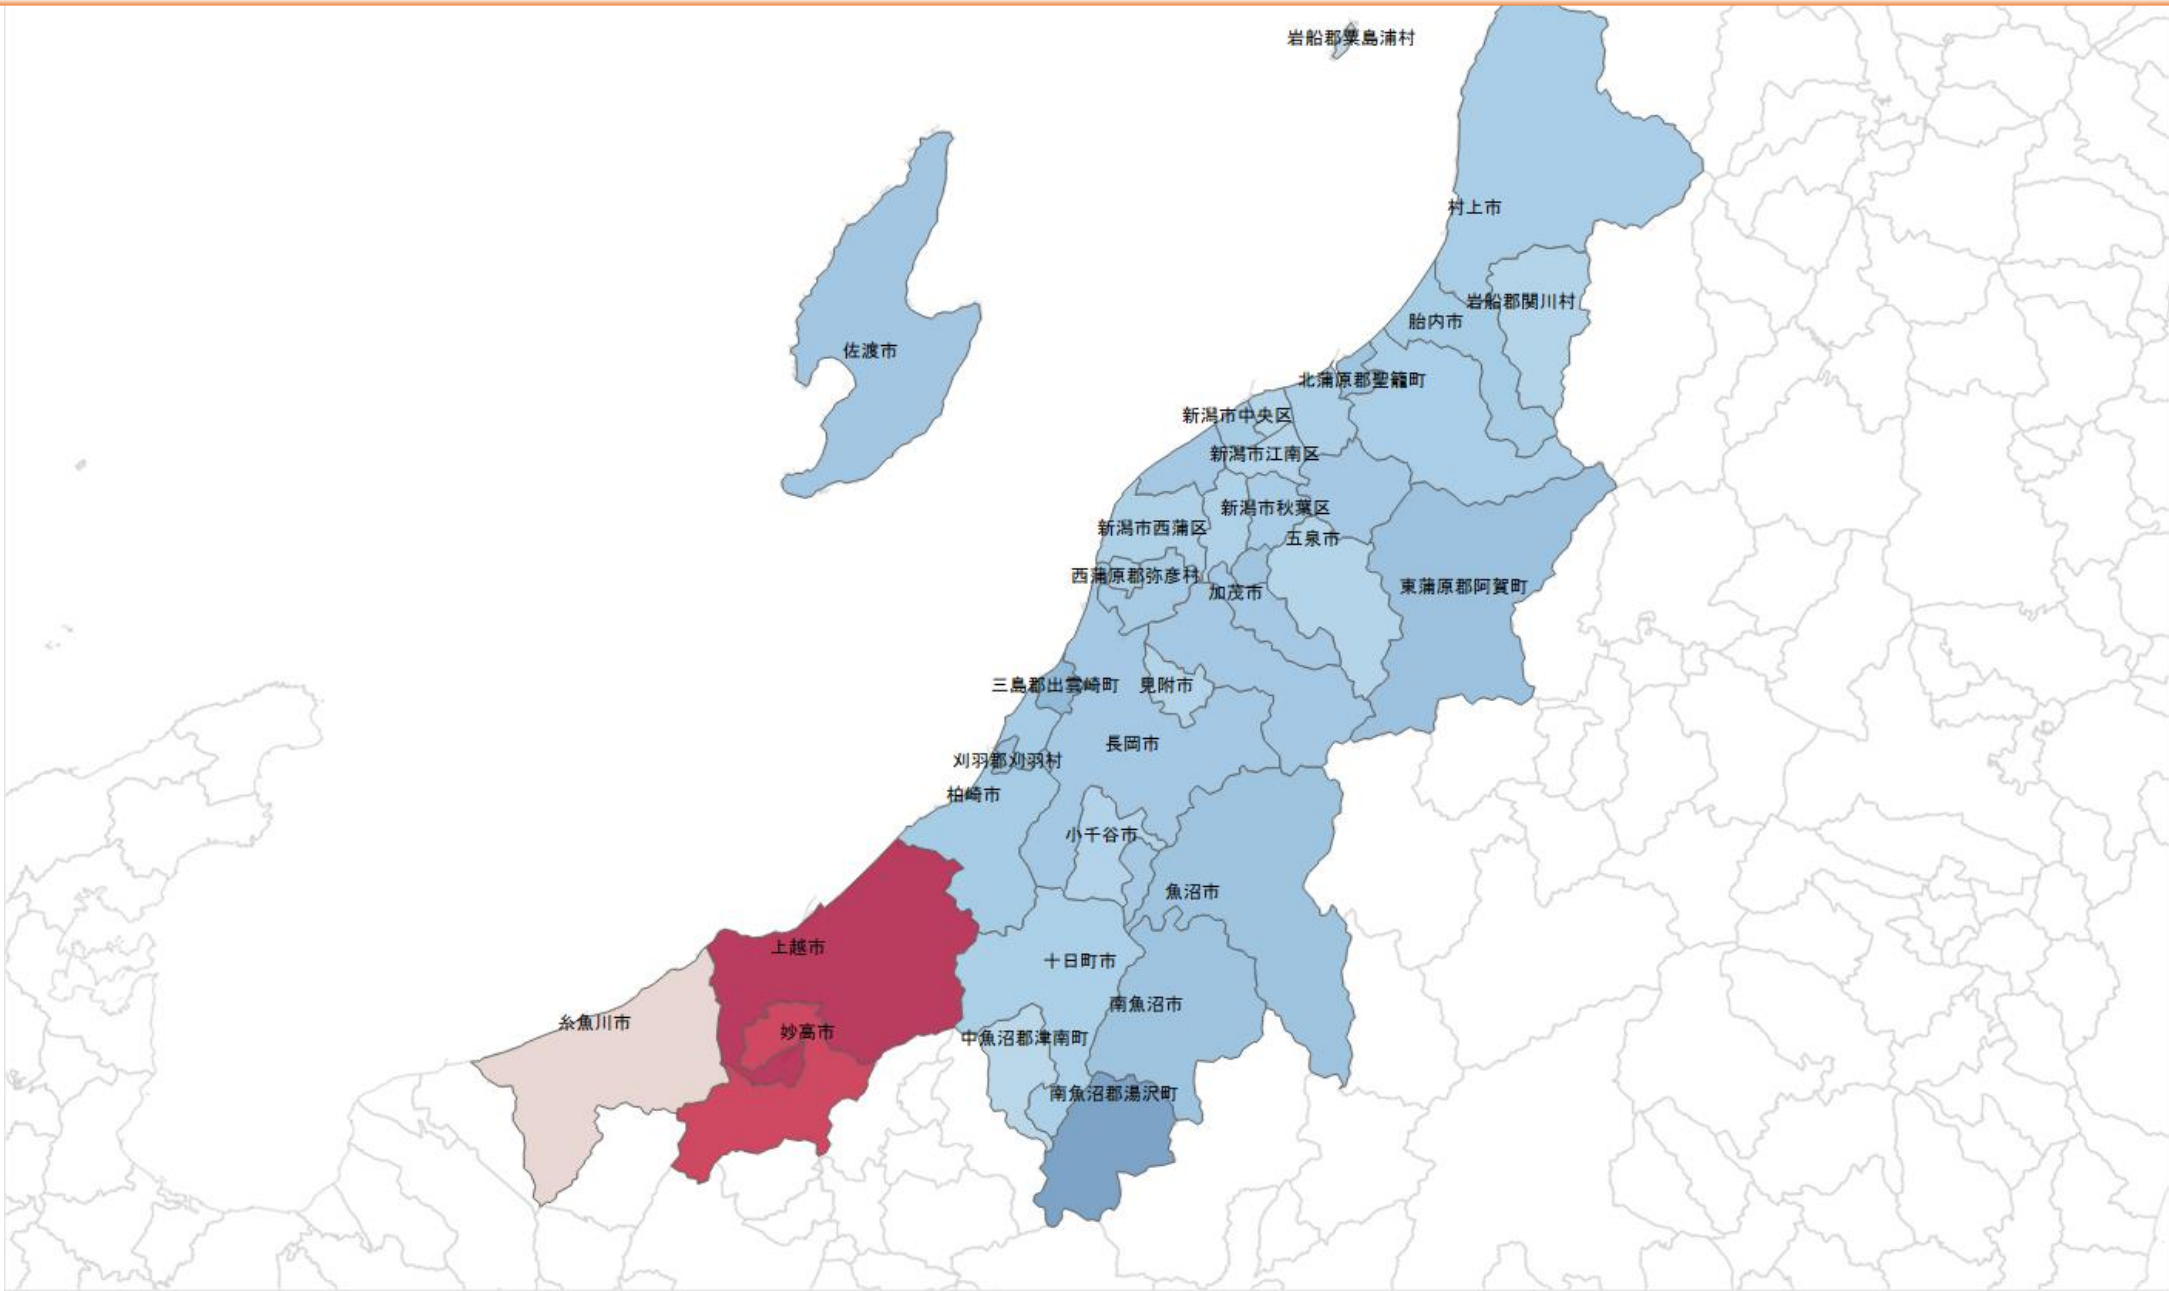 岩船郡粟島浦村
村上市
岩船郡関川村
胎内市
佐渡市
北蒲原郡聖籠町
新潟市中央区
新潟市江南区
新潟市秋葉区
新潟市西蒲区
五泉市
西蒲原郡弥彦村
東蒲原郡阿賀町
加茂市
三島郡出雲崎町
見附市
長岡市
刈羽郡刈羽村
柏崎市
小千谷市
魚沼市
上越市
十日町市
南魚沼市
糸魚川市
妙高市
中魚沼郡津南町
南魚沼郡湯沢町